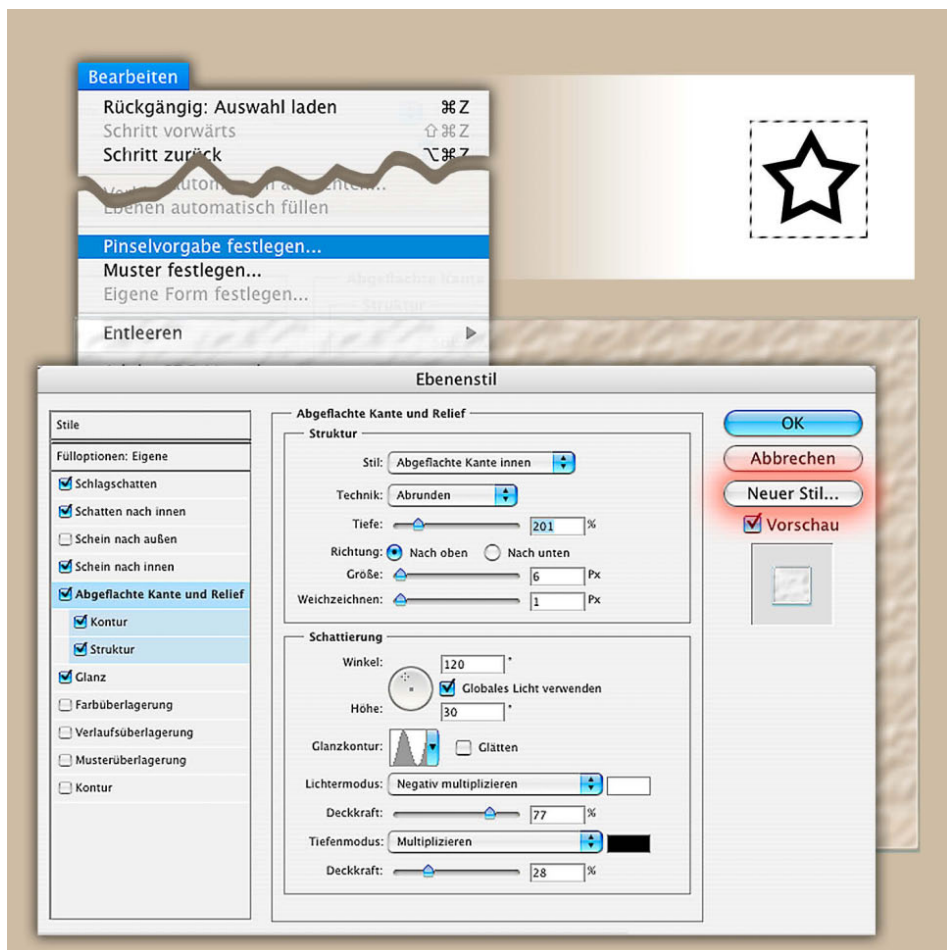 Bearbeiten
Rückgängig: Auswahl laden ⌘Z
Schritt vorwärts ⇧⌘Z
Schritt zurück ⌥⌘Z
Ebenen automatisch füllen
Pinselvorgabe festlegen...
Muster festlegen...
Eigene Form festlegen...
Entleeren
Ebenenstil
Stile
Fülloptionen: Eigene
Schlagschatten
Schatten nach innen
Schein nach außen
Schein nach innen
Abgeflachte Kante und Relief
Kontur
Struktur
Glanz
Farbüberlagerung
Verlaufsüberlagerung
Musterüberlagerung
Kontur
Abgeflachte Kante und Relief
Struktur
Stil: Abgeflachte Kante innen
Technik: Abrunden
Tiefe: 201 %
Richtung: Nach oben Nach unten
Größe: 6 Px
Weichzeichnen: 1 Px
Schattierung
Winkel: 120 °
Globales Licht verwenden
Höhe: 30 °
Glanzkontur: Glätten
Lichtermodus: Negativ multiplizieren
Deckkraft: 77 %
Tiefenmodus: Multiplizieren
Deckkraft: 28 %
OK
Abbrechen
Neuer Stil...
Vorschau